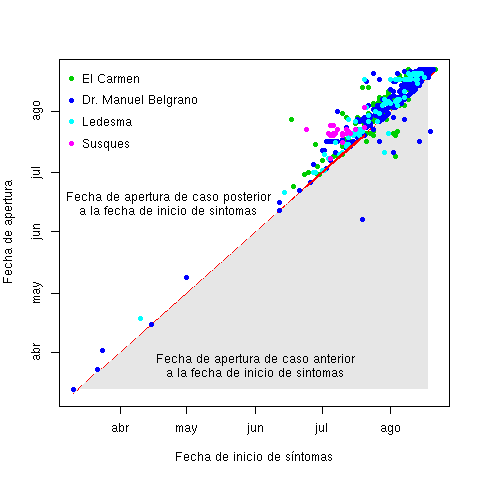 El Carmen
Dr. Manuel Belgrano
Ledesma
Susques
Fecha de apertura de caso posterior
a la fecha de inicio de sintomas
Fecha de apertura de caso anterior
a la fecha de inicio de sintomas
Fecha de apertura
ago
jul
jun
may
abr
abr may jun jul ago
Fecha de inicio de síntomas